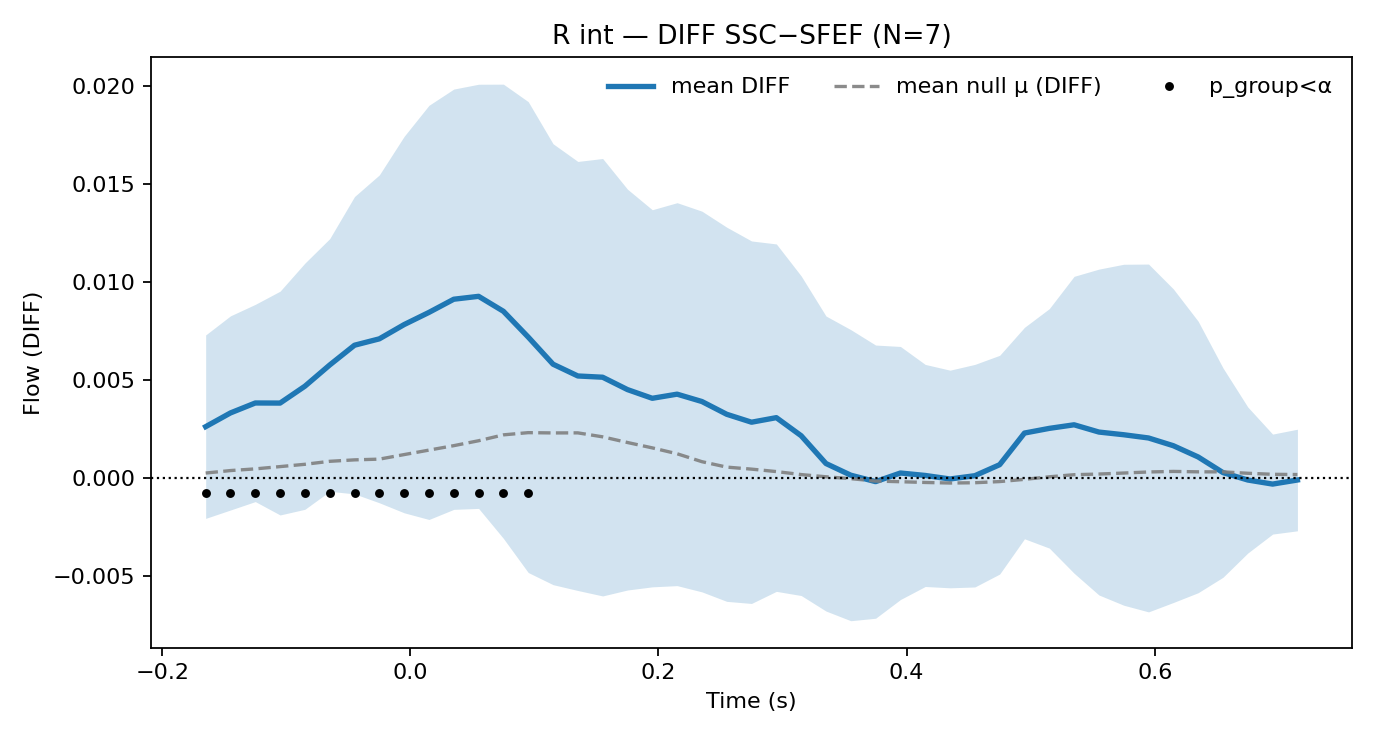 R int — DIFF SSC−SFEF (N=7)
mean DIFF
mean null μ (DIFF)
p_group<α
0.020
0.015
0.010
0.005
0.000
−0.005
Flow (DIFF)
−0.2
0.0
0.2
0.4
0.6
Time (s)